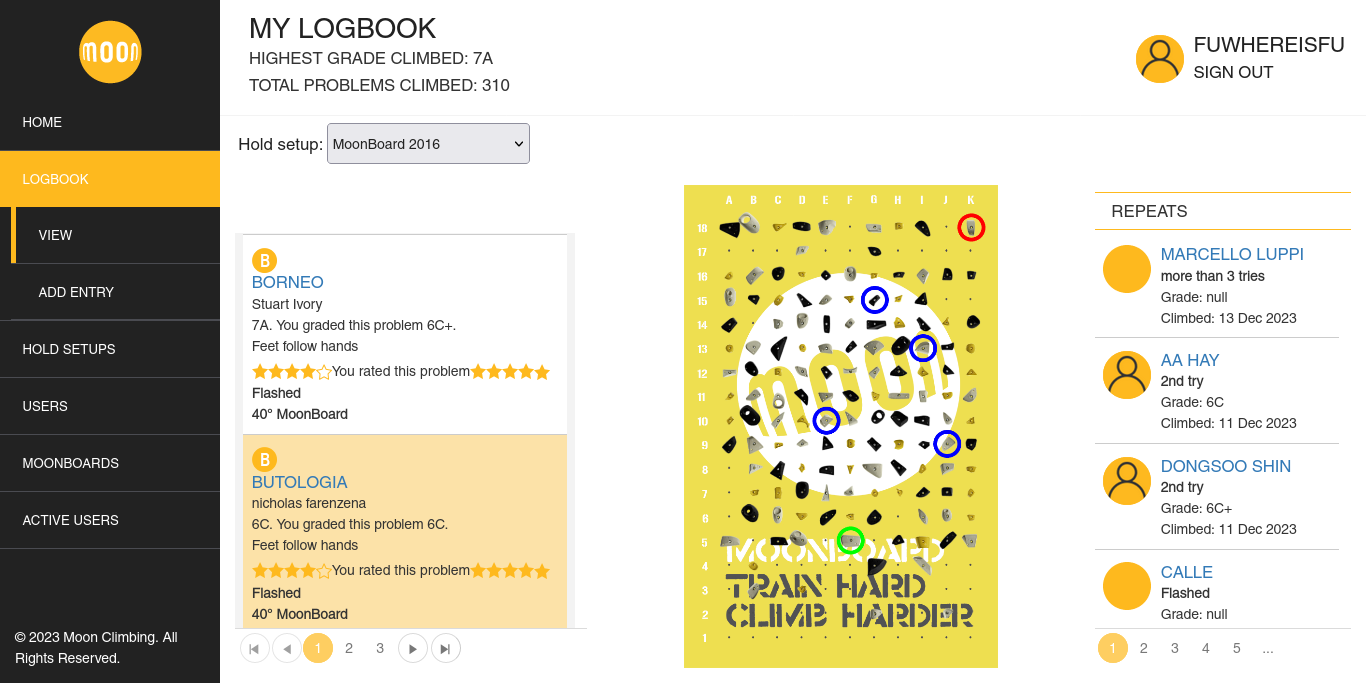 moon
HOME
LOGBOOK
VIEW
ADD ENTRY
HOLD SETUPS
USERS
MOONBOARDS
ACTIVE USERS
© 2023 Moon Climbing. All
Rights Reserved.
MY LOGBOOK
HIGHEST GRADE CLIMBED: 7A
TOTAL PROBLEMS CLIMBED: 310
FUWHEREISFU
SIGN OUT
Hold setup: MoonBoard 2016
B
BORNEO
Stuart Ivory
7A. You graded this problem 6C+.
Feet follow hands
You rated this problem
Flashed
40° MoonBoard
B
BUTOLOGIA
nicholas farenzena
6C. You graded this problem 6C.
Feet follow hands
You rated this problem
Flashed
40° MoonBoard
1 2 3
A B C D E F G H I J K
18
17
16
15
14
13
12
11
10
9
8
7
6
5
4
3
2
1
moon
MOONBOARD
TRAIN HARD
CLIMB HARDER
REPEATS
MARCELLO LUPPI
more than 3 tries
Grade: null
Climbed: 13 Dec 2023
AA HAY
2nd try
Grade: 6C
Climbed: 11 Dec 2023
DONGSOO SHIN
2nd try
Grade: 6C+
Climbed: 11 Dec 2023
CALLE
Flashed
Grade: null
1 2 3 4 5 ...